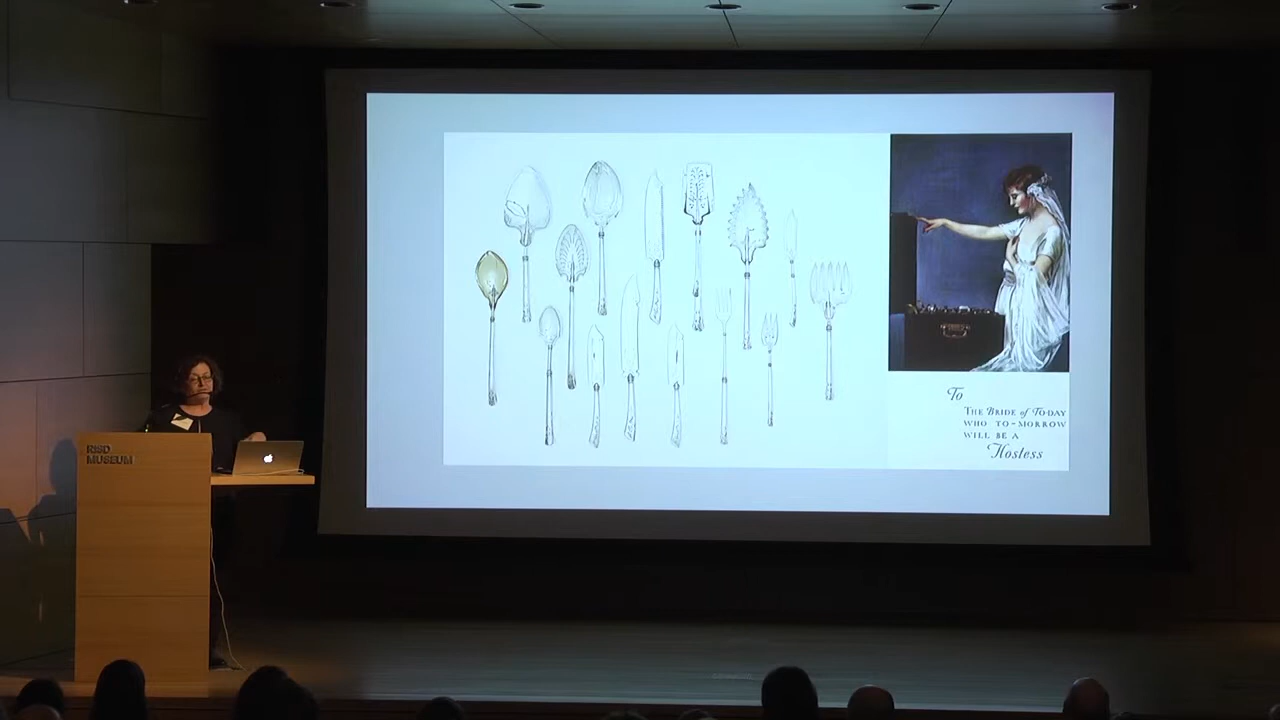 RISD
MUSEUM
To
THE BRIDE of TO-DAY
WHO TO-MORROW
WILL BE A
Hostess